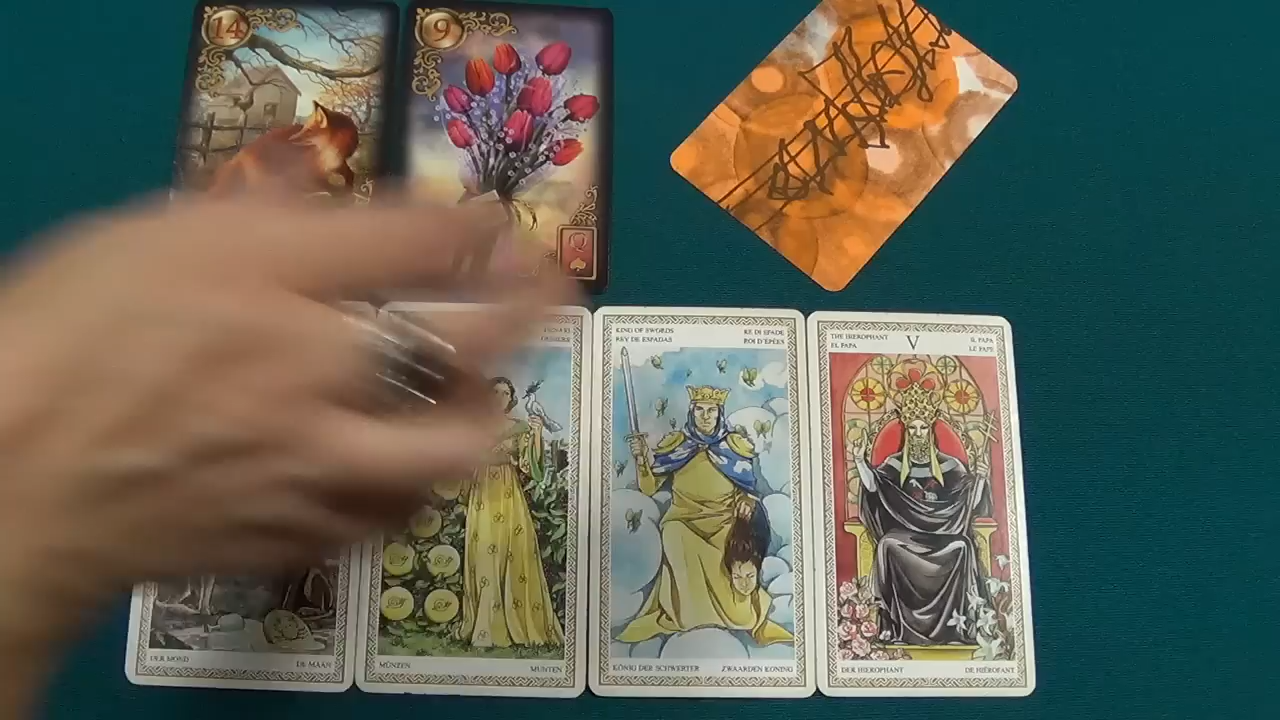 14
9
Q
KING OF SWORDS
REY DE ESPADAS
RE DI SPADE
ROI D'ÉPÉES
THE HIEROPHANT
EL PAPA
V
IL PAPA
LE PAPE
DER MOND
DE MAAN
MÜNZEN
MUNTEN
KÖNIG DER SCHWERTER
ZWAARDEN KONING
DER HIEROPHANT
DE HIËROFANT